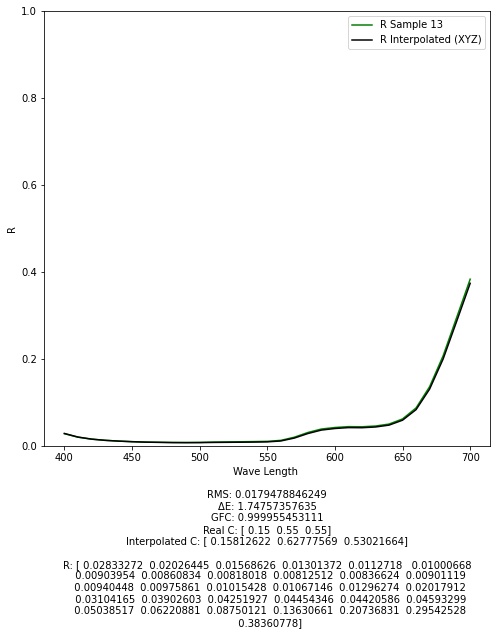 1.0
0.8
0.6
0.4
0.2
0.0
R
R Sample 13
R Interpolated (XYZ)
400 450 500 550 600 650 700
Wave Length
RMS: 0.0179478846249
ΔE: 1.74757357635
GFC: 0.999955453111
Real C: [ 0.15 0.55 0.55]
Interpolated C: [ 0.15812622 0.62777569 0.53021664]
R: [ 0.02833272 0.02026445 0.01568626 0.01301372 0.0112718 0.01000668
0.00903954 0.00860834 0.00818018 0.00812512 0.00836624 0.00901119
0.00940448 0.00975861 0.01015428 0.01067146 0.01296274 0.02017912
0.03104165 0.03902603 0.04251927 0.04454346 0.04420586 0.04593299
0.05038517 0.06220881 0.08750121 0.13630661 0.20736831 0.29542528
0.38360778]